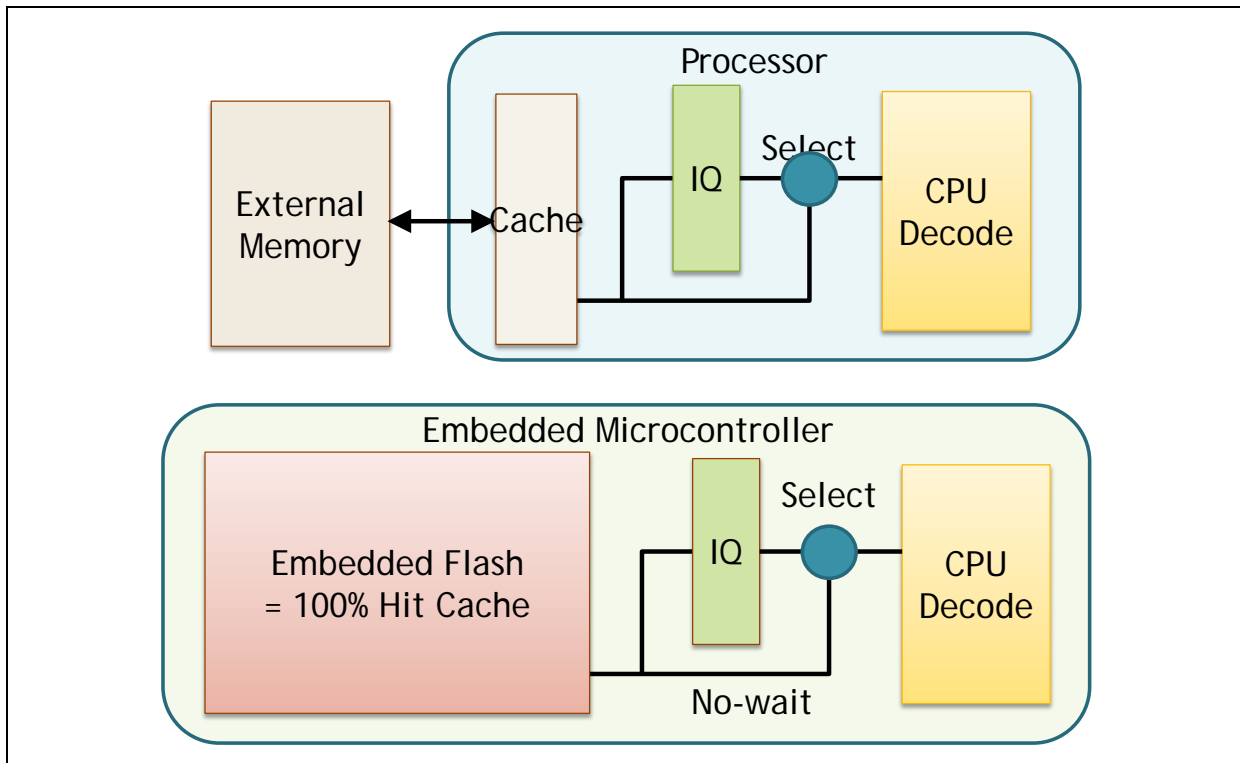 Processor
External
Memory
Cache
IQ
Select
CPU
Decode
Embedded Microcontroller
Embedded Flash
= 100% Hit Cache
IQ
Select
No-wait
CPU
Decode